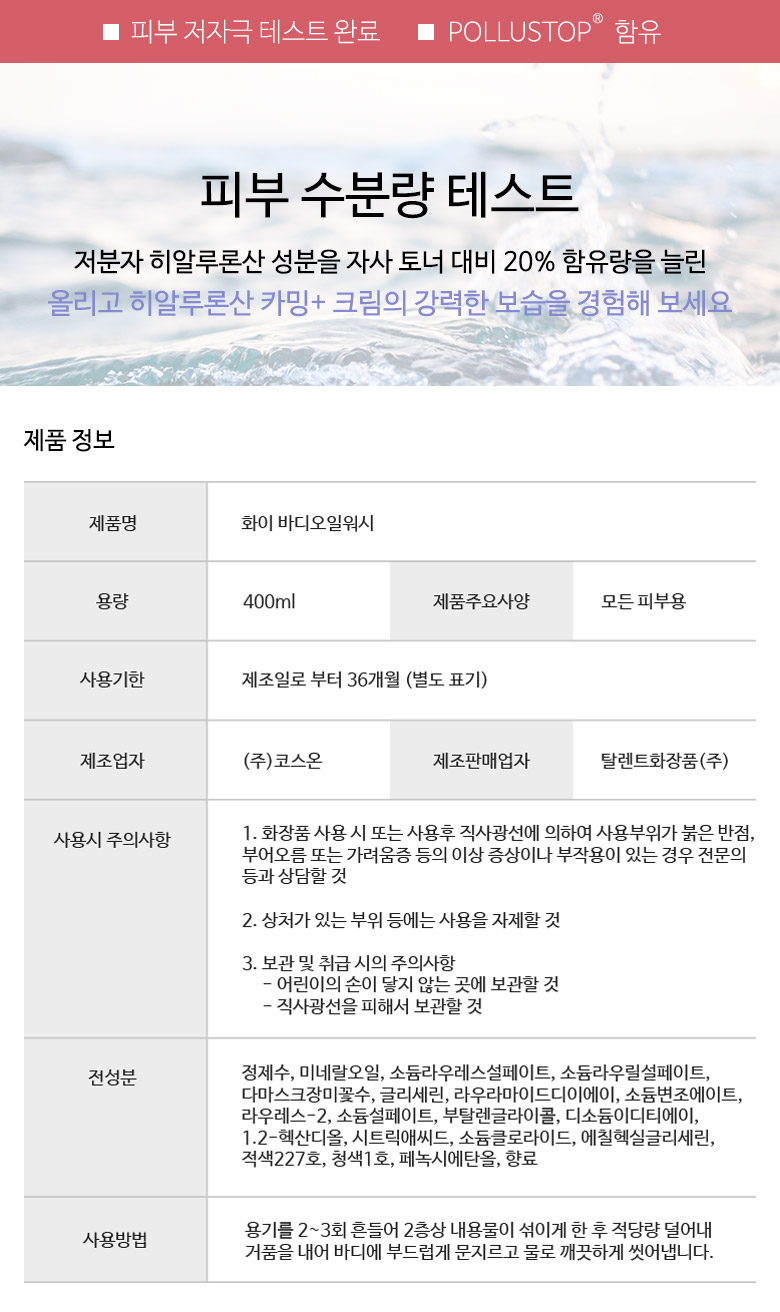 ■ 피부 저자극 테스트 완료 ■ POLLUSTOP® 함유
피부 수분량 테스트
저분자 히알루론산 성분을 자사 토너 대비 20% 함유량을 늘린
올리고 히알루론산 카밍+ 크림의 강력한 보습을 경험해 보세요
제품 정보
제품명 화이 바디오일워시
용량 400ml 제품주요사양 모든 피부용
사용기한 제조일로 부터 36개월 (별도 표기)
제조업자 (주)코스온 제조판매업자 탈렌트화장품(주)
사용시 주의사항
1. 화장품 사용 시 또는 사용후 직사광선에 의하여 사용부위가 붉은 반점,
부어오름 또는 가려움증 등의 이상 증상이나 부작용이 있는 경우 전문의
등과 상담할 것
2. 상처가 있는 부위 등에는 사용을 자제할 것
3. 보관 및 취급 시의 주의사항
- 어린이의 손이 닿지 않는 곳에 보관할 것
- 직사광선을 피해서 보관할 것
전성분
정제수, 미네랄오일, 소듐라우레스설페이트, 소듐라우릴설페이트,
다마스크장미꽃수, 글리세린, 라우라마이드디이에이, 소듐벤조에이트,
라우레스-2, 소듐설페이트, 부탈렌글라이콜, 디소듐이디티에이,
1.2-헥산디올, 시트릭애씨드, 소듐클로라이드, 에칠헥실글리세린,
적색227호, 청색1호, 페녹시에탄올, 향료
사용방법
용기를 2~3회 흔들어 2층상 내용물이 섞이게 한 후 적당량 덜어내
거품을 내어 바디에 부드럽게 문지르고 물로 깨끗하게 씻어냅니다.